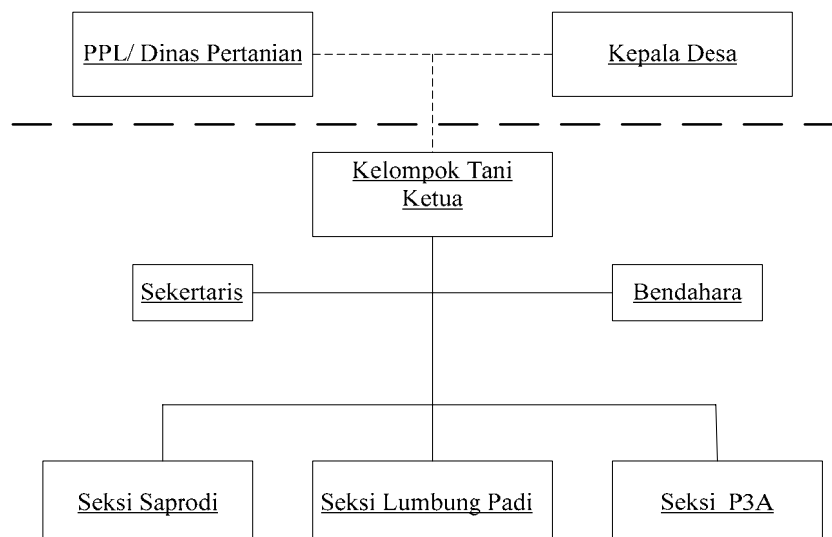 PPL/ Dinas Pertanian
Kepala Desa
Kelompok Tani
Ketua
Sekertaris
Bendahara
Seksi Saprodi
Seksi Lumbung Padi
Seksi P3A